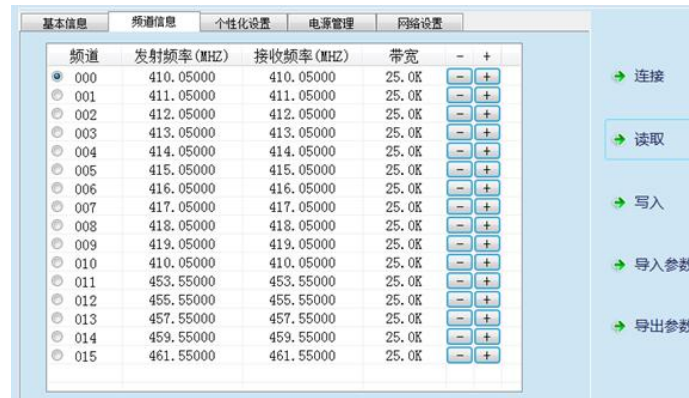 基本信息 频道信息 个性化设置 电源管理 网络设置
频道 发射频率(MHZ) 接收频率(MHZ) 带宽 - +
000 410.05000 410.05000 25.0K - +
001 411.05000 411.05000 25.0K - +
002 412.05000 412.05000 25.0K - +
003 413.05000 413.05000 25.0K - +
004 414.05000 414.05000 25.0K - +
005 415.05000 415.05000 25.0K - +
006 416.05000 416.05000 25.0K - +
007 417.05000 417.05000 25.0K - +
008 418.05000 418.05000 25.0K - +
009 419.05000 419.05000 25.0K - +
010 410.05000 410.05000 25.0K - +
011 453.55000 453.55000 25.0K - +
012 455.55000 455.55000 25.0K - +
013 457.55000 457.55000 25.0K - +
014 459.55000 459.55000 25.0K - +
015 461.55000 461.55000 25.0K - +
连接
读取
写入
导入参数
导出参数